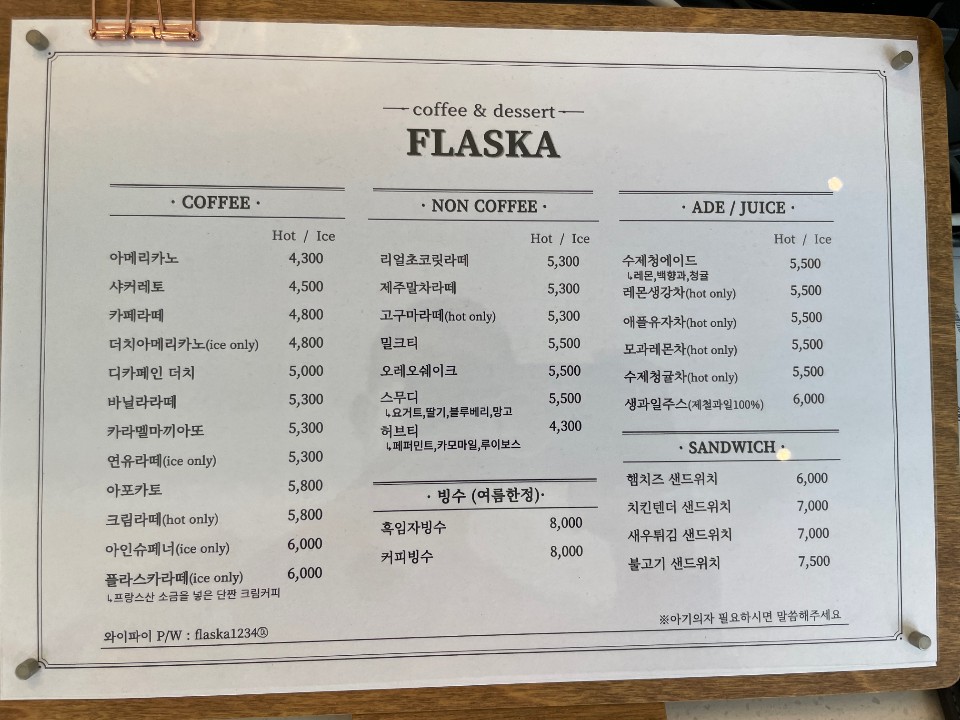 coffee & dessert
FLASKA
· COFFEE ·
Hot / Ice
아메리카노 4,300
샤커레토 4,500
카페라떼 4,800
더치아메리카노(ice only) 4,800
디카페인 더치 5,000
바닐라라떼 5,300
카라멜마끼아또 5,300
연유라떼(ice only) 5,300
아포카토 5,800
크림라떼(hot only) 5,800
아인슈페너(ice only) 6,000
플라스카라떼(ice only) 6,000
↳프랑스산 소금을 넣은 단짠 크림커피
와이파이 P/W : flaska1234
· NON COFFEE ·
Hot / Ice
리얼초코릿라떼 5,300
제주말차라떼 5,300
고구마라떼(hot only) 5,300
밀크티 5,500
오레오쉐이크 5,500
스무디 5,500
↳요거트,딸기,블루베리,망고
허브티 4,300
↳페퍼민트,카모마일,루이보스
· 빙수 (여름한정)·
흑임자빙수 8,000
커피빙수 8,000
· ADE / JUICE ·
Hot / Ice
수제청에이드 5,500
↳레몬,백향과,청귤
레몬생강차(hot only) 5,500
애플유자차(hot only) 5,500
모과레몬차(hot only) 5,500
수제청귤차(hot only) 5,500
생과일주스(제철과일100%) 6,000
· SANDWICH ·
햄치즈 샌드위치 6,000
치킨텐더 샌드위치 7,000
새우튀김 샌드위치 7,000
불고기 샌드위치 7,500
※아기의자 필요하시면 말씀해주세요